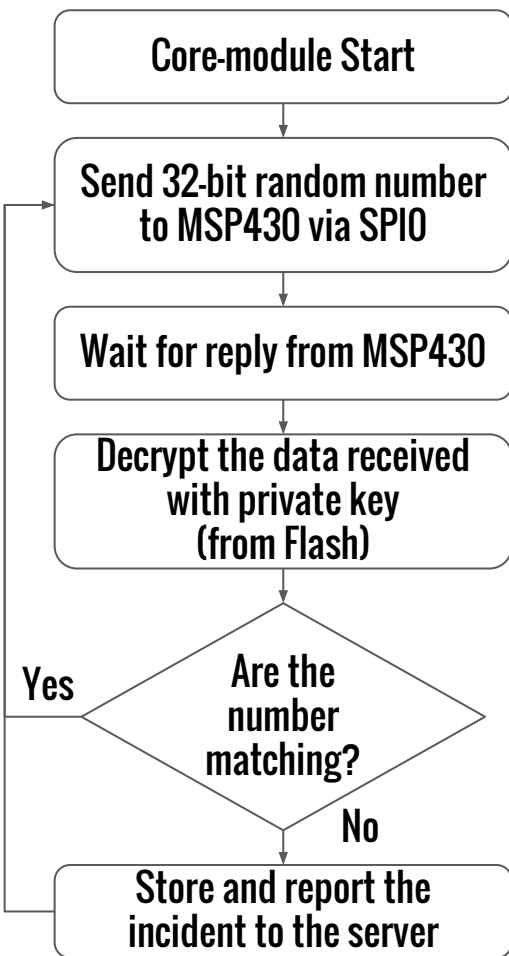 Core-module Start
Send 32-bit random number
to MSP430 via SPI0
Wait for reply from MSP430
Decrypt the data received
with private key
(from Flash)
Are the
number
matching?
Yes
No
Store and report the
incident to the server